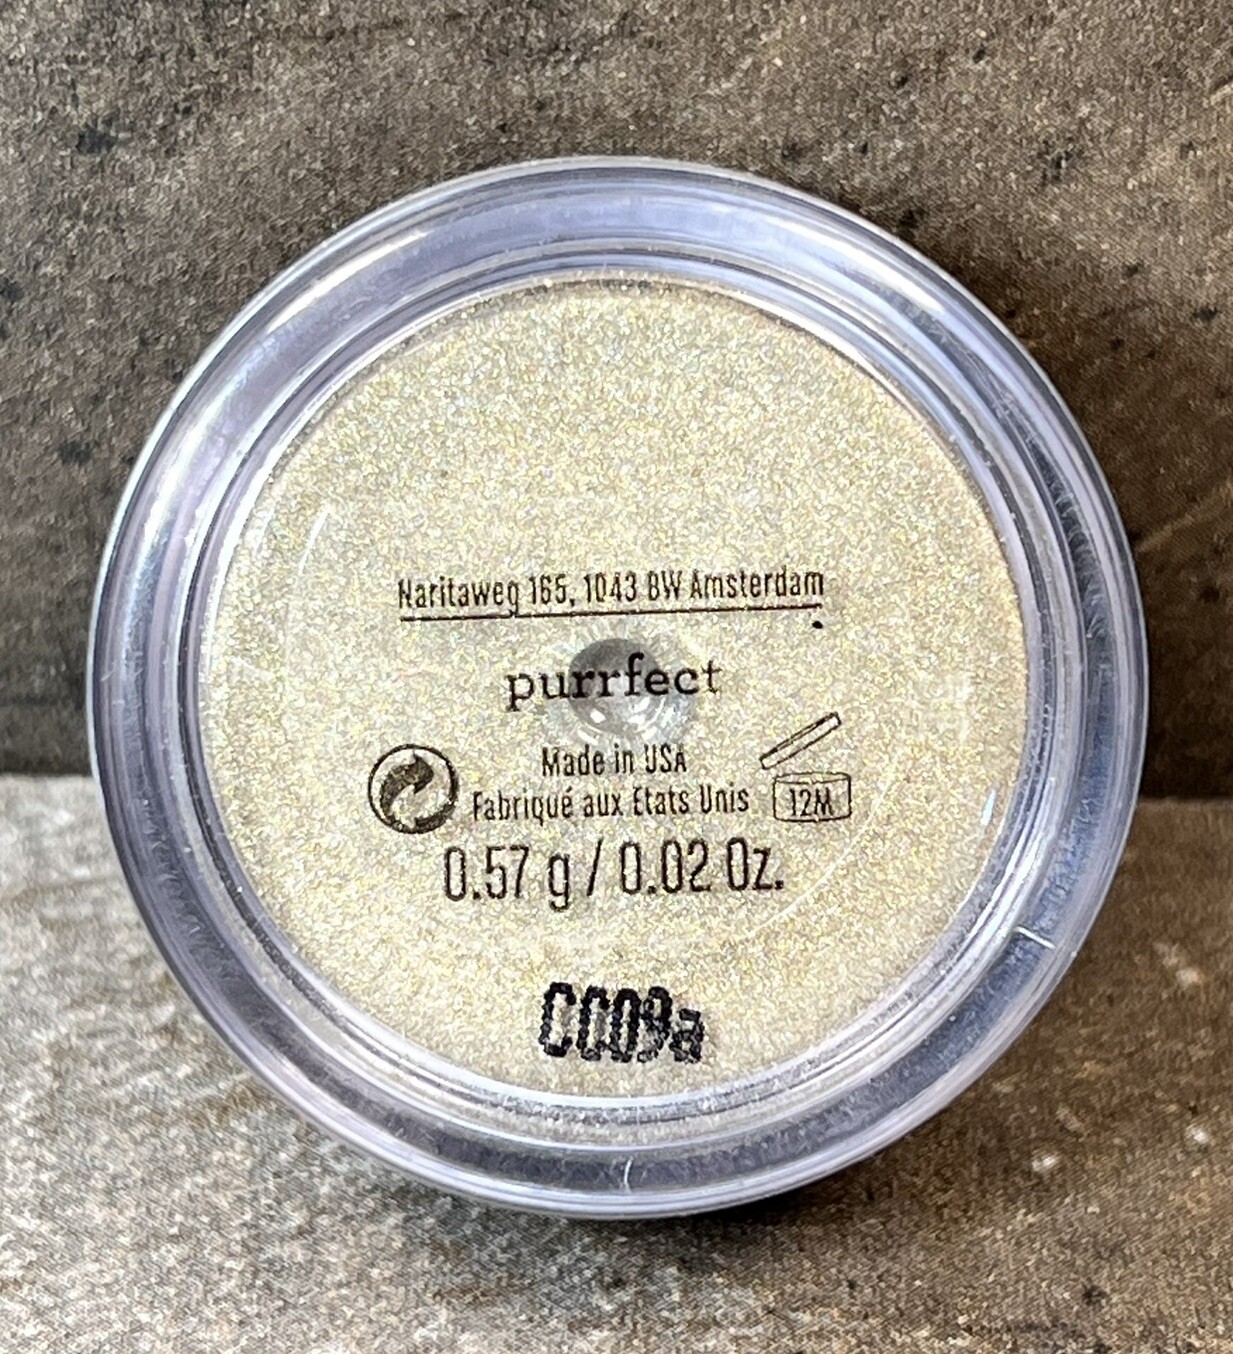 Naritaweg 165, 1043 BW Amsterdam
purrfect
Made in USA
Fabriqué aux Etats Unis
12M
0.57 g / 0.02 Oz.
CC09a